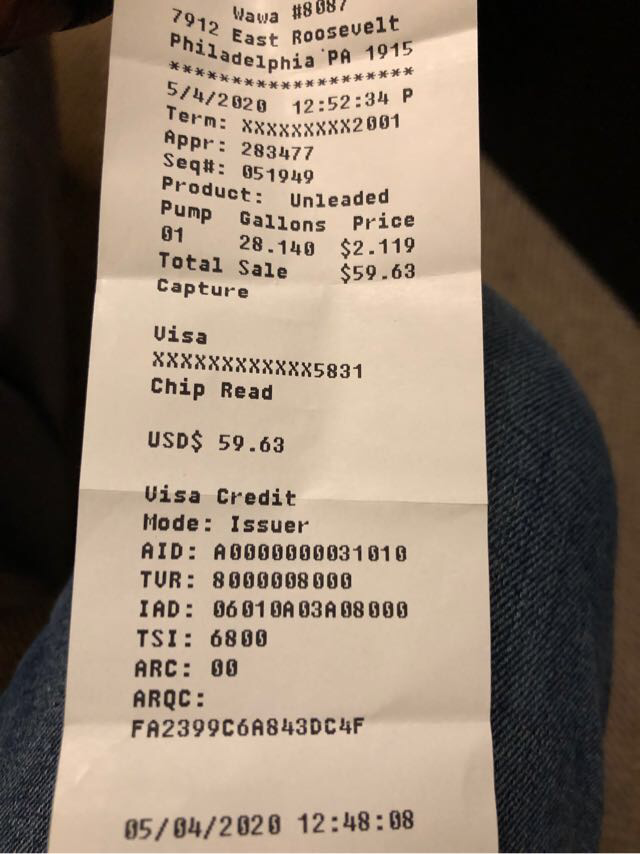 Wawa #8087
7912 East Roosevelt
Philadelphia PA 1915
********************
5/4/2020 12:52:34 P
Term: XXXXXXXXX2001
Appr: 283477
Seq#: 051949
Product: Unleaded
Pump Gallons Price
01 28.140 $2.119
Total Sale $59.63
Capture
Visa
XXXXXXXXXXXX5831
Chip Read
USD$ 59.63
Visa Credit
Mode: Issuer
AID: A0000000031010
TVR: 8000008000
IAD: 06010A03A08000
TSI: 6800
ARC: 00
ARQC:
FA2399C6A843DC4F
05/04/2020 12:48:08